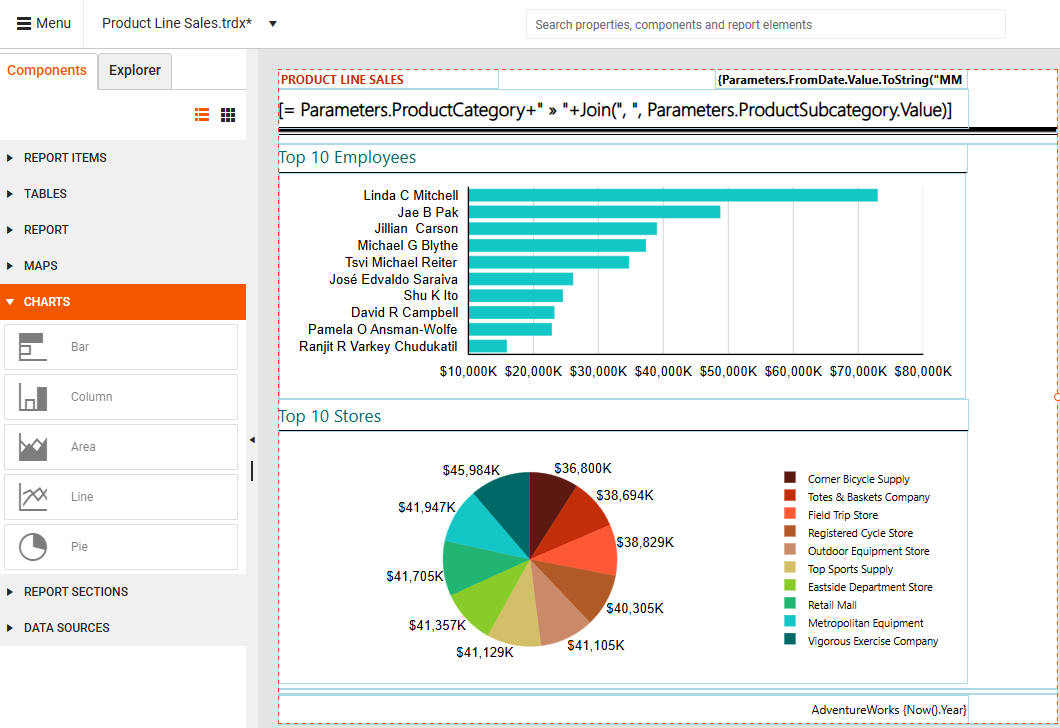 Menu
Product Line Sales.trdx*
Search properties, components and report elements
Components
Explorer
REPORT ITEMS
TABLES
REPORT
MAPS
CHARTS
Bar
Column
Area
Line
Pie
REPORT SECTIONS
DATA SOURCES
PRODUCT LINE SALES
{Parameters.FromDate.Value.ToString("MM
[= Parameters.ProductCategory+" » "+Join(", ", Parameters.ProductSubcategory.Value)]
Top 10 Employees
Linda C Mitchell
Jae B Pak
Jillian  Carson
Michael G Blythe
Tsvi Michael Reiter
José Edvaldo Saraiva
Shu K Ito
David R Campbell
Pamela O Ansman-Wolfe
Ranjit R Varkey Chudukatil
$10,000K $20,000K $30,000K $40,000K $50,000K $60,000K $70,000K $80,000K
Top 10 Stores
$45,984K
$36,800K
$41,947K
$38,694K
$38,829K
$41,705K
$40,305K
$41,357K
$41,105K
$41,129K
Corner Bicycle Supply
Totes & Baskets Company
Field Trip Store
Registered Cycle Store
Outdoor Equipment Store
Top Sports Supply
Eastside Department Store
Retail Mall
Metropolitan Equipment
Vigorous Exercise Company
AdventureWorks {Now().Year}